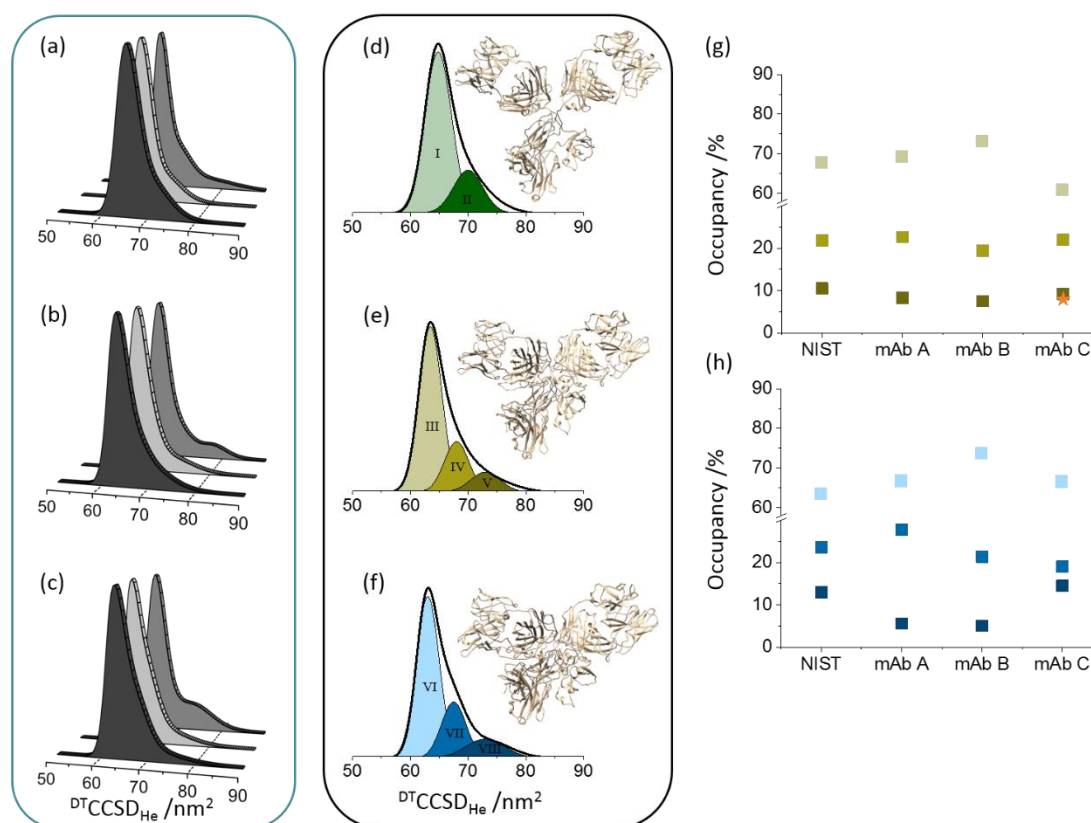 (a)
50 60 70 80 90
(b)
50 60 70 80 90
(c)
50 60 70 80 90
DTCCSDHe /nm²
(d)
I
II
50 60 70 80 90
(e)
III
IV
V
50 60 70 80 90
(f)
VI
VII
VIII
50 60 70 80 90
DTCCSDHe /nm²
(g)
Occupancy /%
90
80
70
60
20
10
0
NIST mAb A mAb B mAb C
(h)
Occupancy /%
90
80
70
60
20
10
0
NIST mAb A mAb B mAb C